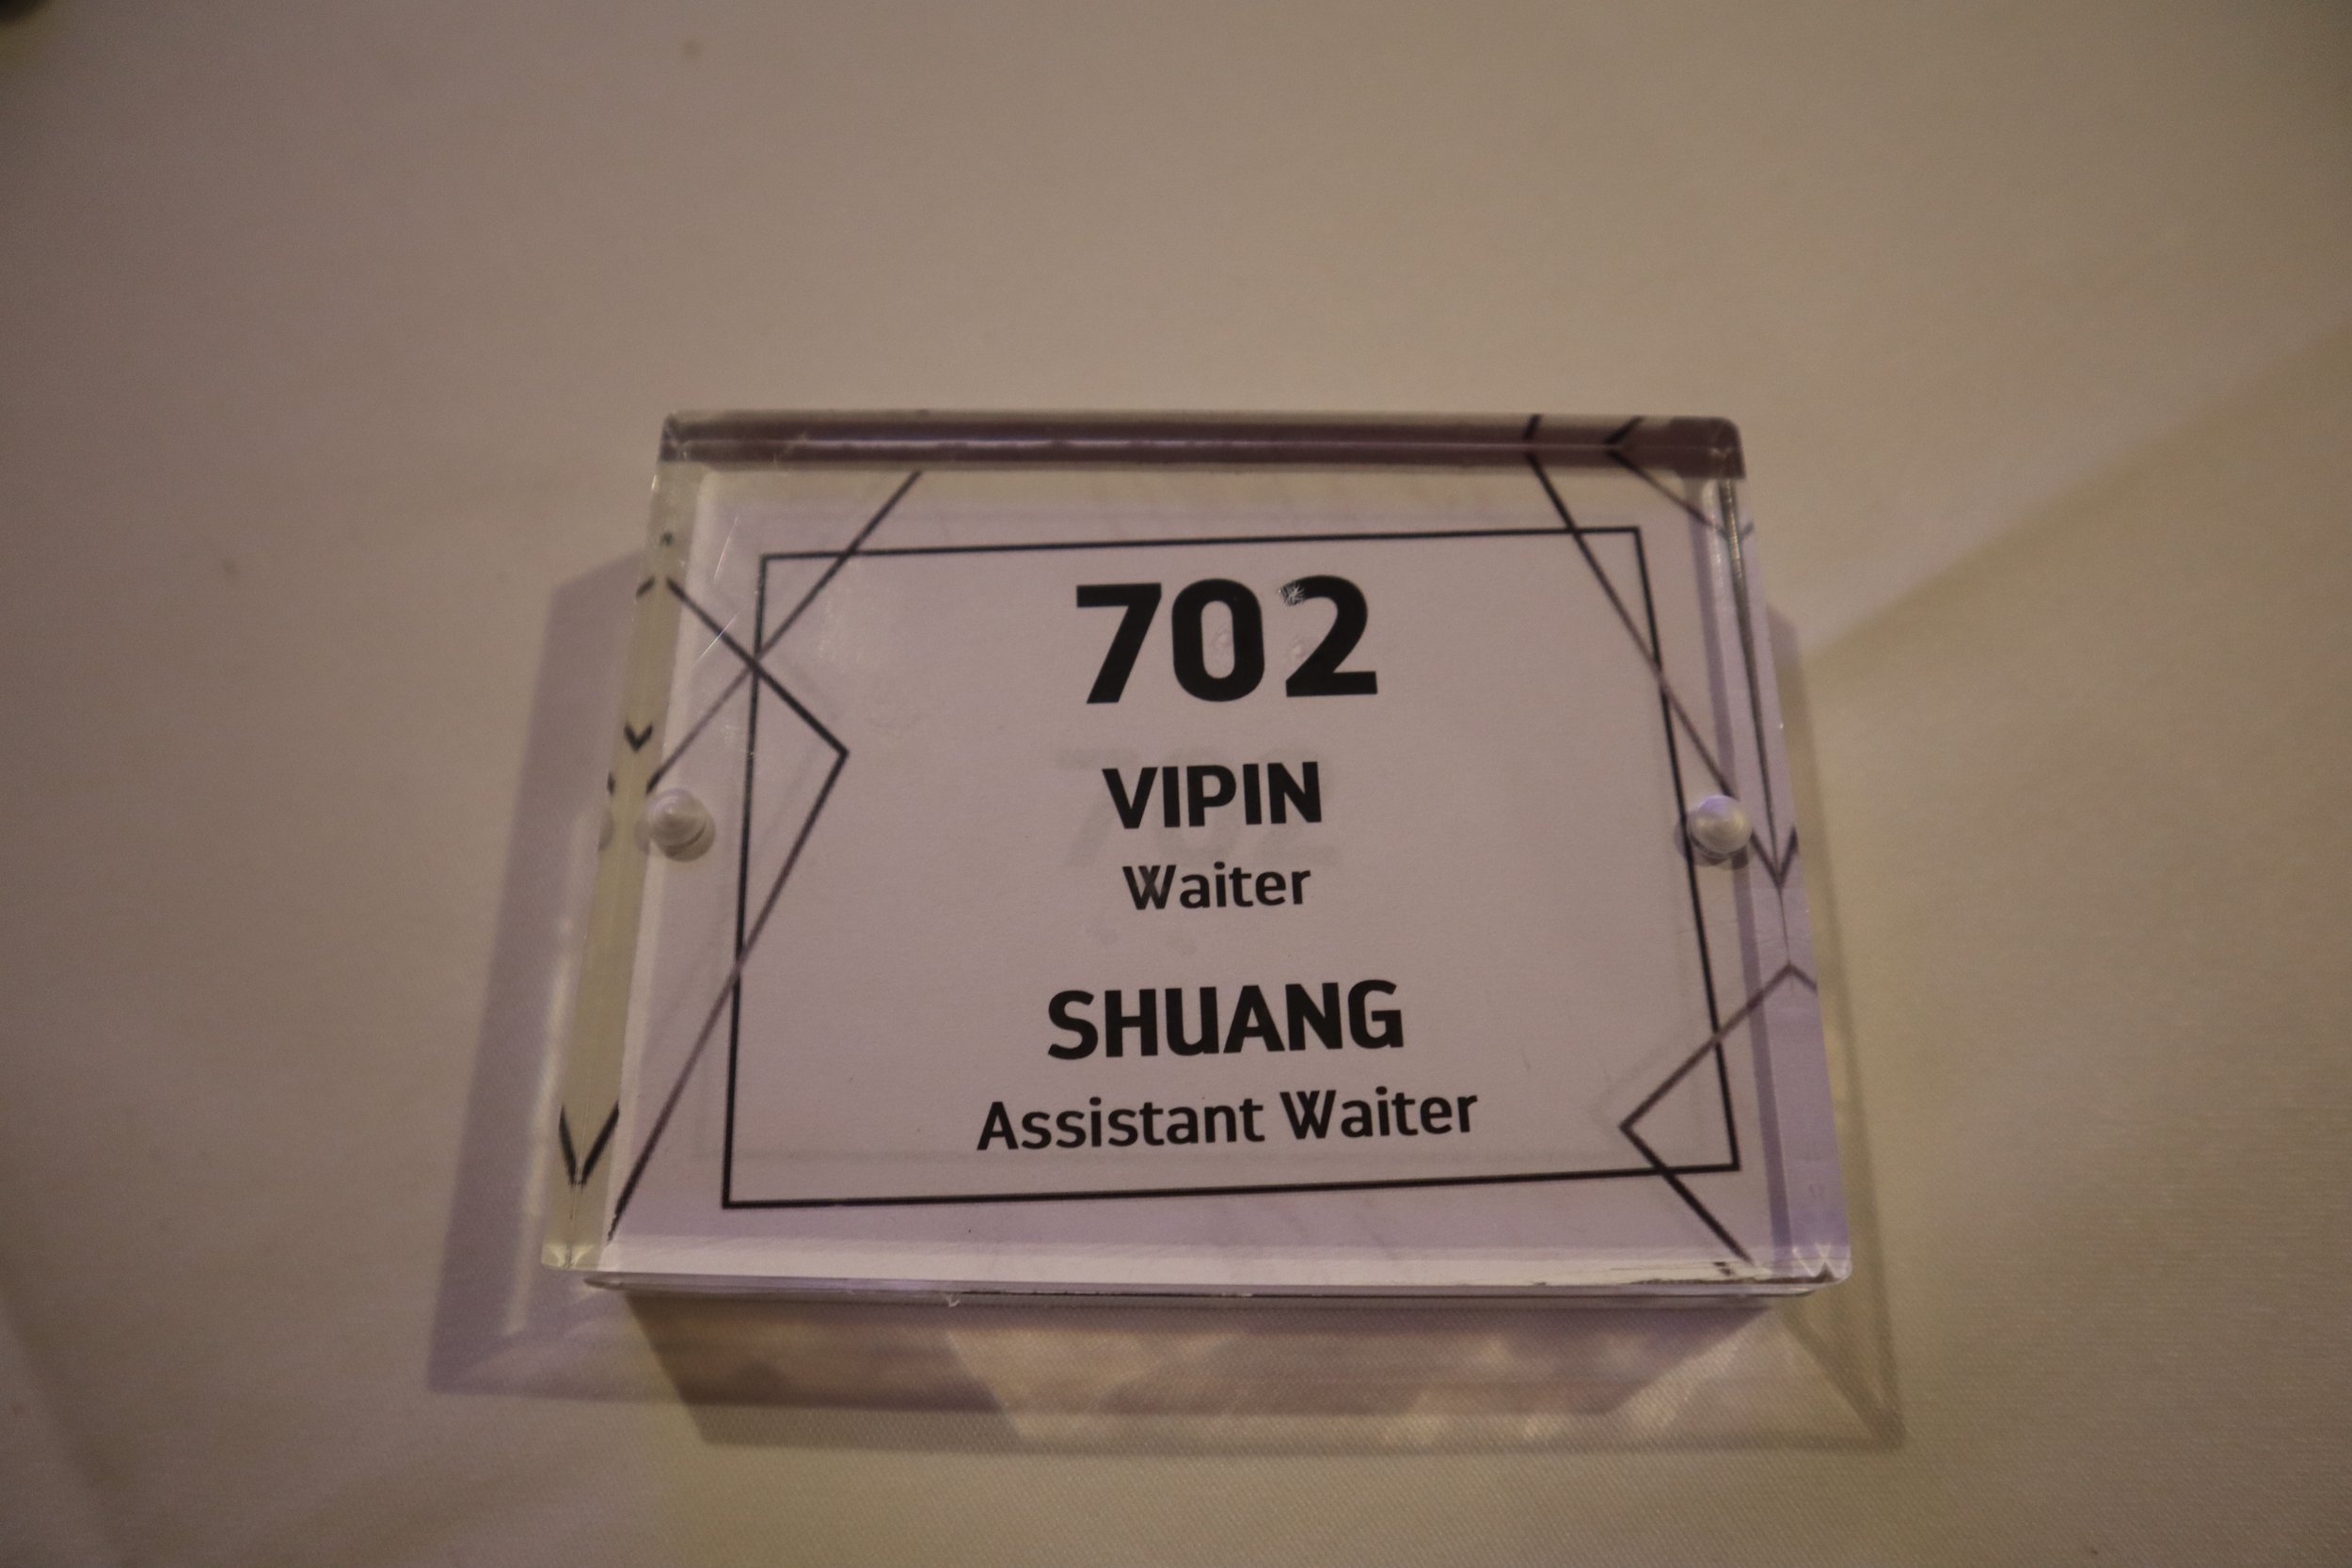 702
VIPIN
Waiter
SHUANG
Assistant Waiter